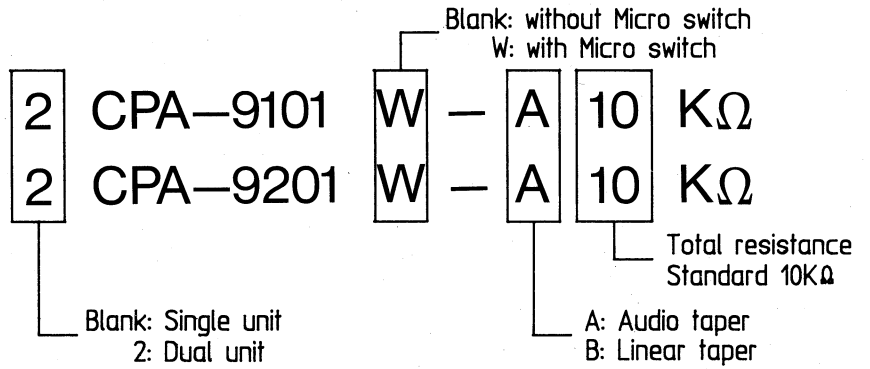 Blank: without Micro switch
W: with Micro switch
2 CPA–9101 W – A 10 KΩ
2 CPA–9201 W – A 10 KΩ
Total resistance
Standard 10KΩ
Blank: Single unit
2: Dual unit
A: Audio taper
B: Linear taper